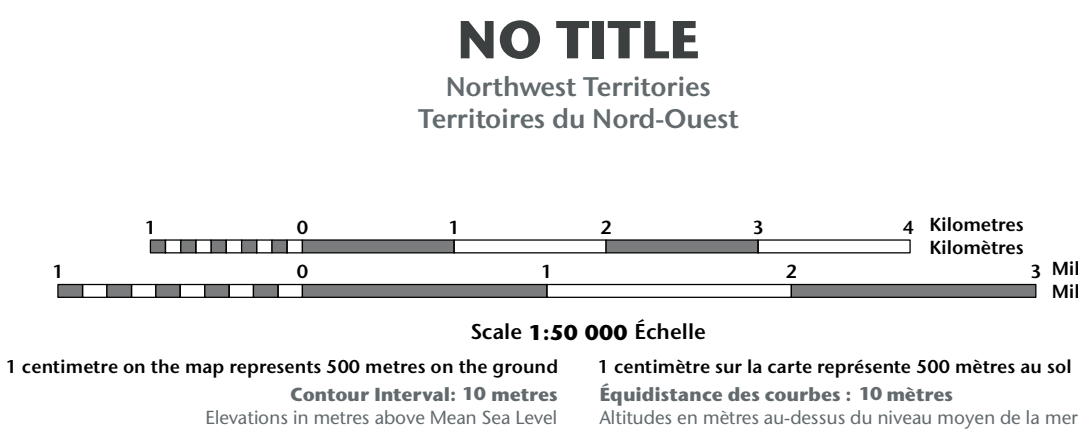 NO TITLE
Northwest Territories
Territoires du Nord-Ouest
1 0 1 2 3 4 Kilometres
Kilomètres
1 0 1 2 3 Mil
Mil
Scale 1:50 000 Échelle
1 centimetre on the map represents 500 metres on the ground
Contour Interval: 10 metres
Elevations in metres above Mean Sea Level
1 centimètre sur la carte représente 500 mètres au sol
Équidistance des courbes : 10 mètres
Altitudes en mètres au-dessus du niveau moyen de la mer